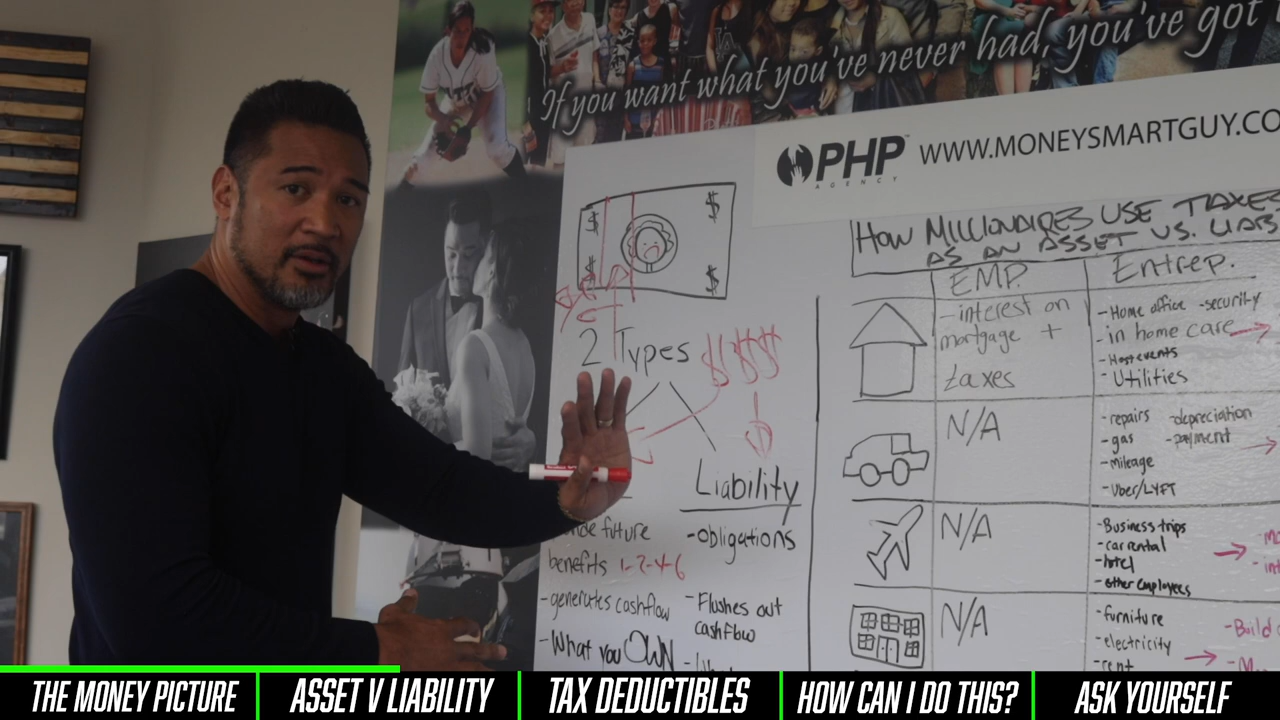 If you want what you've never had, you've got
PHP
AGENCY
WWW.MONEYSMARTGUY.CO
How MILLIONAIRES USE TAXES
AS AN ASSET VS.
$ $
$ $
2 Types
$$$$
Liability
future
benefits 1-2-4-6
-generates cashflow
-What you OWN
-obligations
-Flushes out
cashflow
EMP.
Entrep.
-interest on
mortgage +
taxes
-Home office -security
-in home care
-Host events
-Utilities
N/A
-repairs -depreciation
-gas -payment
-mileage
-Uber/LYFT
N/A
-Business trips
-car rental
-hotel
-other employees
N/A
-furniture
-electricity
-rent
-Build
THE MONEY PICTURE
ASSET V LIABILITY
TAX DEDUCTIBLES
HOW CAN I DO THIS?
ASK YOURSELF